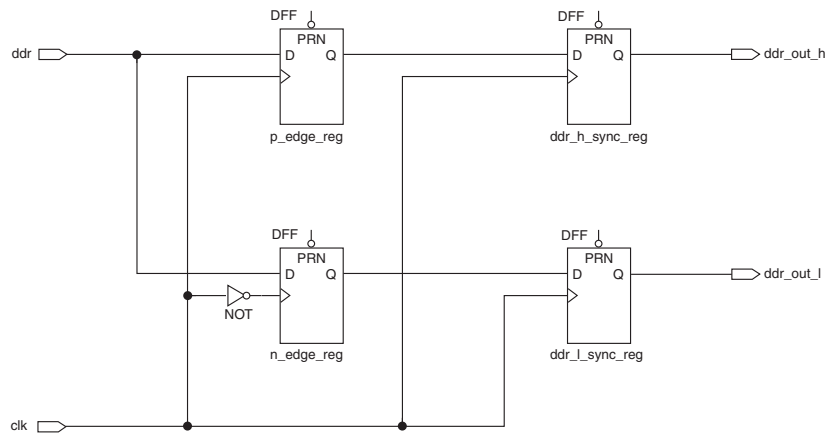 DFF DFF
PRN PRN
ddr D Q D Q ddr_out_h
p_edge_reg ddr_h_sync_reg
DFF DFF
PRN PRN
D Q D Q ddr_out_l
NOT
n_edge_reg ddr_l_sync_reg
clk